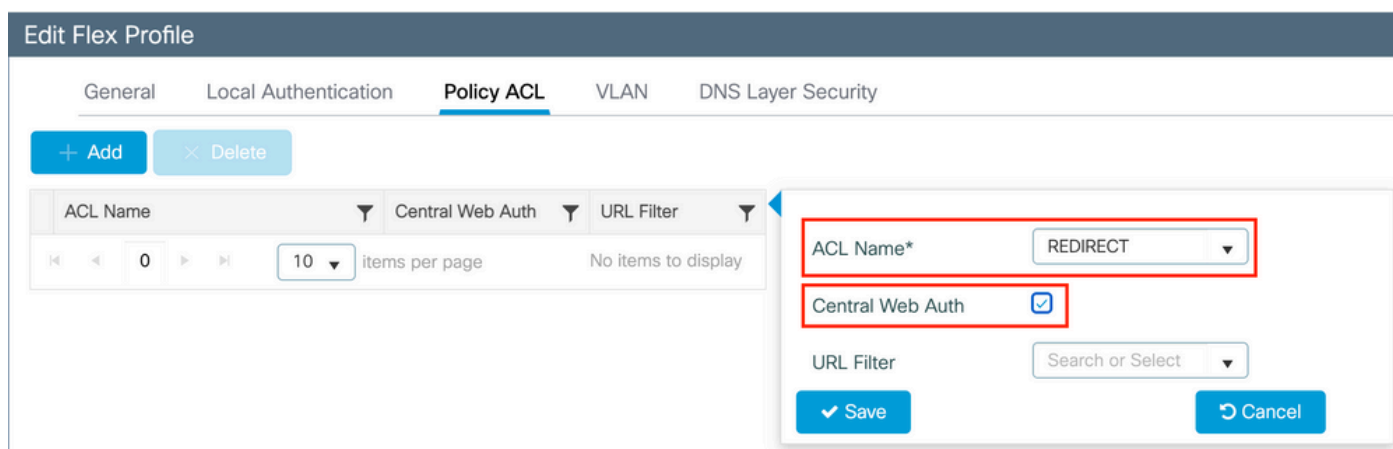 Edit Flex Profile
General Local Authentication Policy ACL VLAN DNS Layer Security
+ Add × Delete
ACL Name Central Web Auth URL Filter
0 10 items per page No items to display
ACL Name* REDIRECT
Central Web Auth
URL Filter Search or Select
Save Cancel